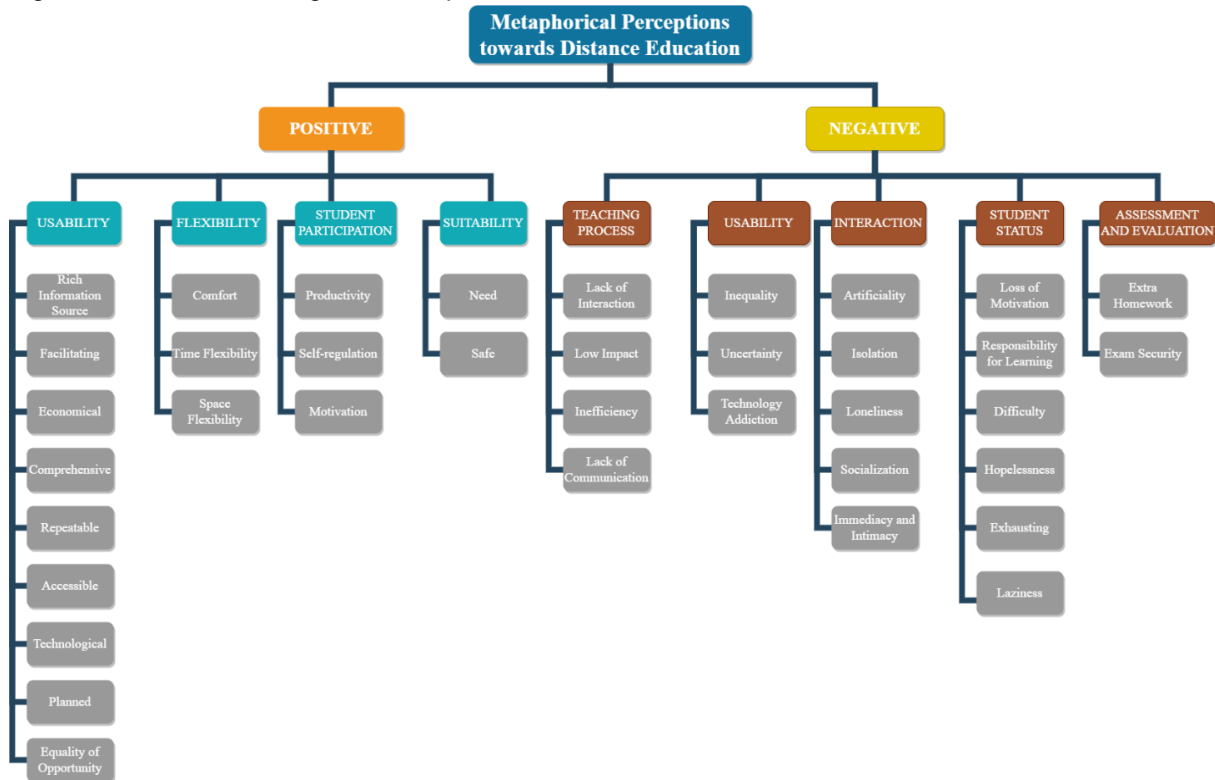 Metaphorical Perceptions
towards Distance Education
POSITIVE
NEGATIVE
USABILITY
FLEXIBILITY
STUDENT
PARTICIPATION
SUITABILITY
TEACHING
PROCESS
USABILITY
INTERACTION
STUDENT
STATUS
ASSESSMENT
AND EVALUATION
Rich
Information
Source
Facilitating
Economical
Comprehensive
Repeatable
Accessible
Technological
Planned
Equality of
Opportunity
Comfort
Time Flexibility
Space
Flexibility
Productivity
Self-regulation
Motivation
Need
Safe
Lack of
Interaction
Low Impact
Inefficiency
Lack of
Communication
Inequality
Uncertainty
Technology
Addiction
Artificiality
Isolation
Loneliness
Socialization
Immediacy and
Intimacy
Loss of
Motivation
Responsibility
for Learning
Difficulty
Hopelessness
Exhausting
Laziness
Extra
Homework
Exam Security